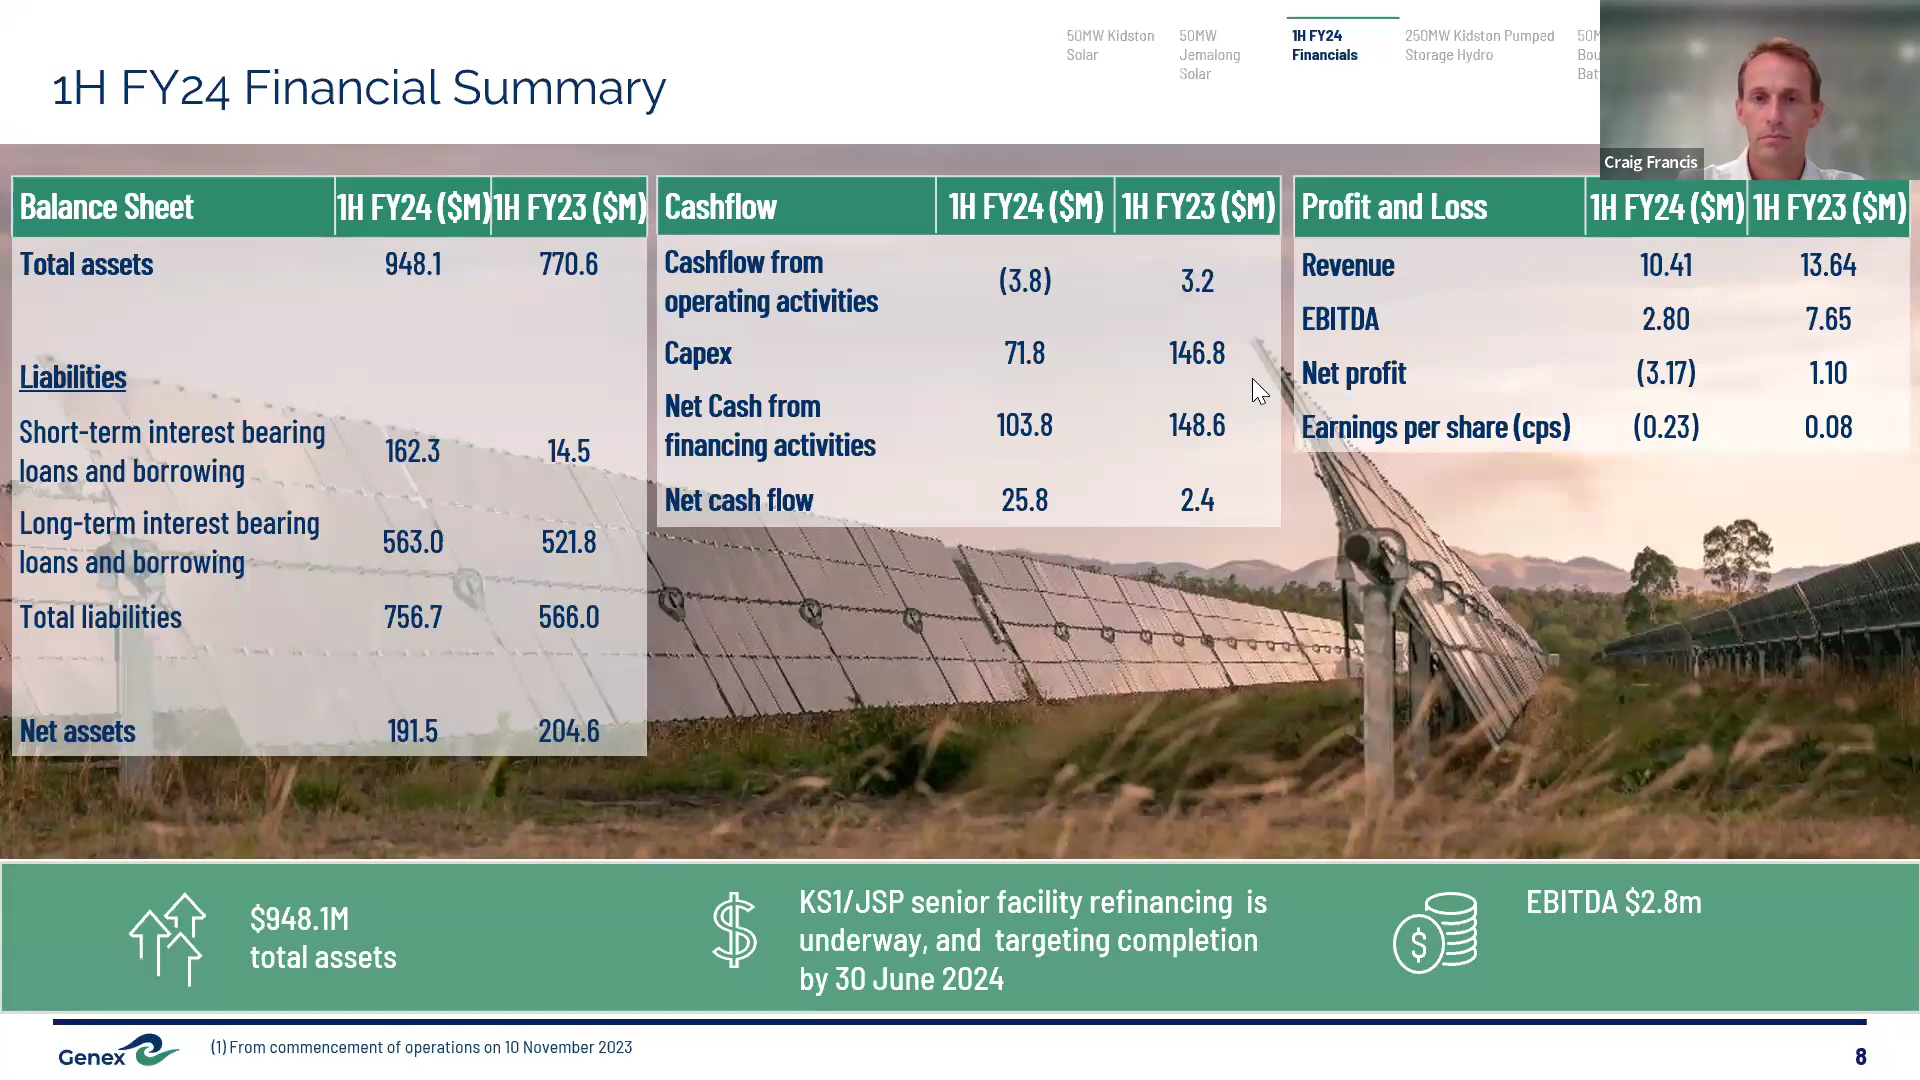 50MW Kidston
Solar
50MW
Jemalong
Solar
1H FY24
Financials
250MW Kidston Pumped
Storage Hydro
1H FY24 Financial Summary
Craig Francis
Balance Sheet 1H FY24 ($M) 1H FY23 ($M)
Total assets 948.1 770.6
Liabilities
Short-term interest bearing
loans and borrowing 162.3 14.5
Long-term interest bearing
loans and borrowing 563.0 521.8
Total liabilities 756.7 566.0
Net assets 191.5 204.6
Cashflow 1H FY24 ($M) 1H FY23 ($M)
Cashflow from
operating activities (3.8) 3.2
Capex 71.8 146.8
Net Cash from
financing activities 103.8 148.6
Net cash flow 25.8 2.4
Profit and Loss 1H FY24 ($M) 1H FY23 ($M)
Revenue 10.41 13.64
EBITDA 2.80 7.65
Net profit (3.17) 1.10
Earnings per share (cps) (0.23) 0.08
$948.1M
total assets
KS1/JSP senior facility refinancing is
underway, and targeting completion
by 30 June 2024
EBITDA $2.8m
Genex
(1) From commencement of operations on 10 November 2023
8